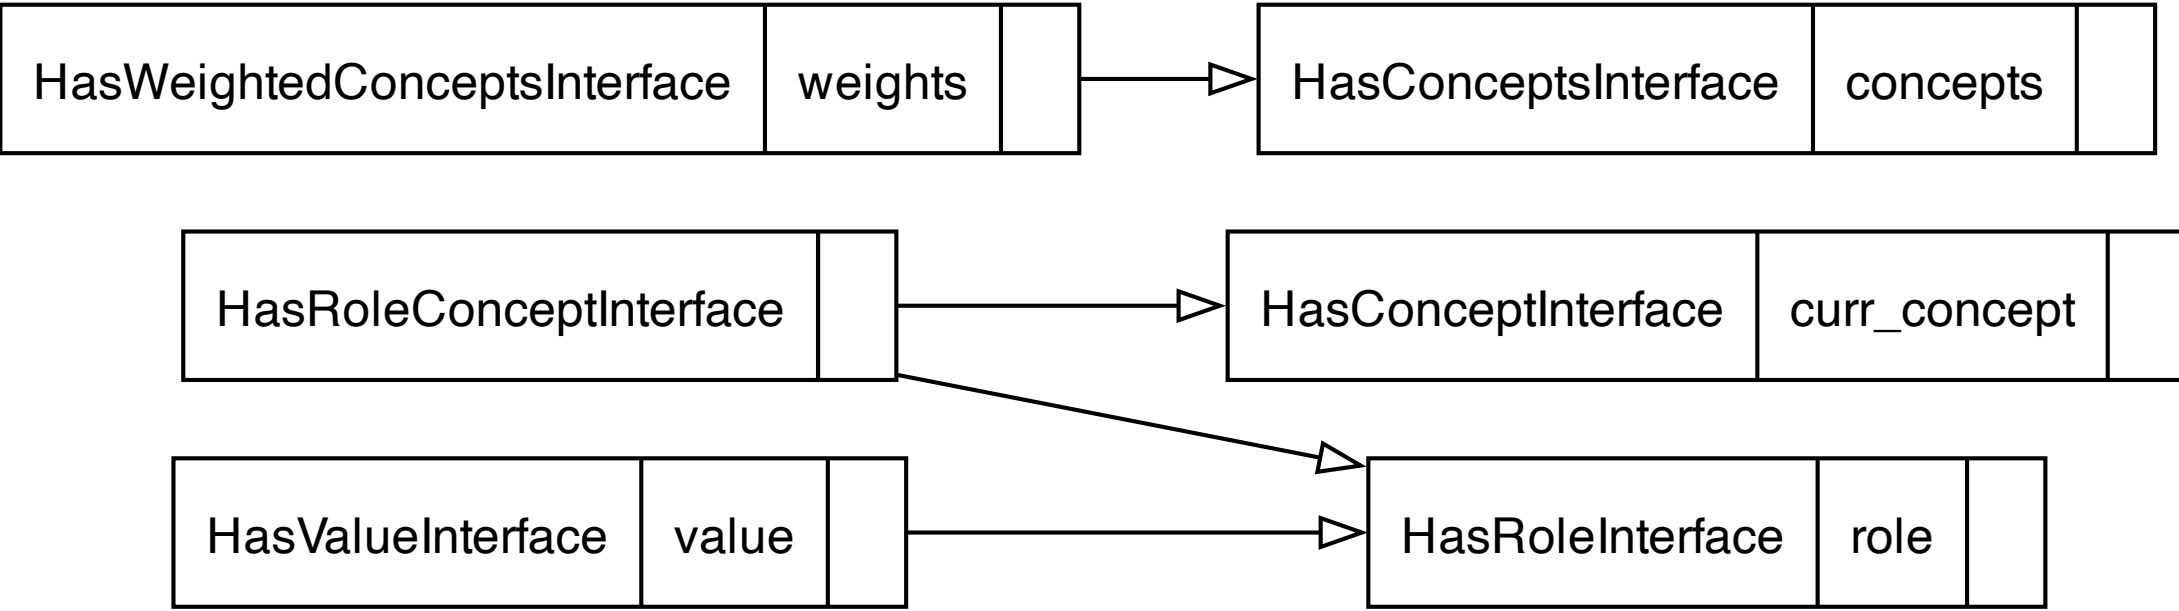 HasWeightedConceptsInterface weights HasConceptsInterface concepts
HasRoleConceptInterface HasConceptInterface curr_concept
HasValueInterface value HasRoleInterface role